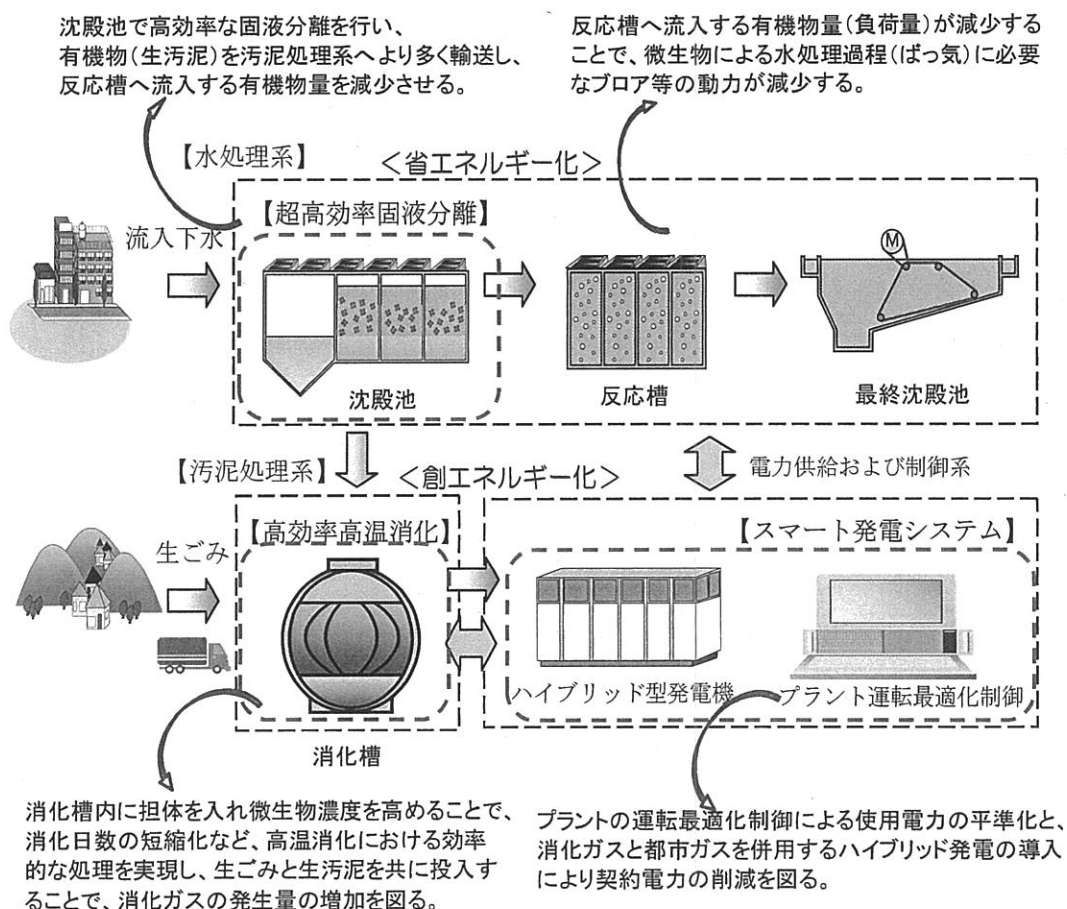 沈殿池で高効率な固液分離を行い、
有機物(生汚泥)を汚泥処理系へより多く輸送し、
反応槽へ流入する有機物量を減少させる。
反応槽へ流入する有機物量(負荷量)が減少する
ことで、微生物による水処理過程(ばっ気)に必要
なブロア等の動力が減少する。
【水処理系】
<省エネルギー化>
【超高効率固液分離】
流入下水
M
沈殿池
反応槽
最終沈殿池
【汚泥処理系】
<創エネルギー化>
電力供給および制御系
生ごみ
【高効率高温消化】
【スマート発電システム】
ハイブリッド型発電機
プラント運転最適化制御
消化槽
消化槽内に担体を入れ微生物濃度を高めることで、
消化日数の短縮化など、高温消化における効率
的な処理を実現し、生ごみと生汚泥を共に投入す
ることで、消化ガスの発生量の増加を図る。
プラントの運転最適化制御による使用電力の平準化と、
消化ガスと都市ガスを併用するハイブリッド発電の導入
により契約電力の削減を図る。